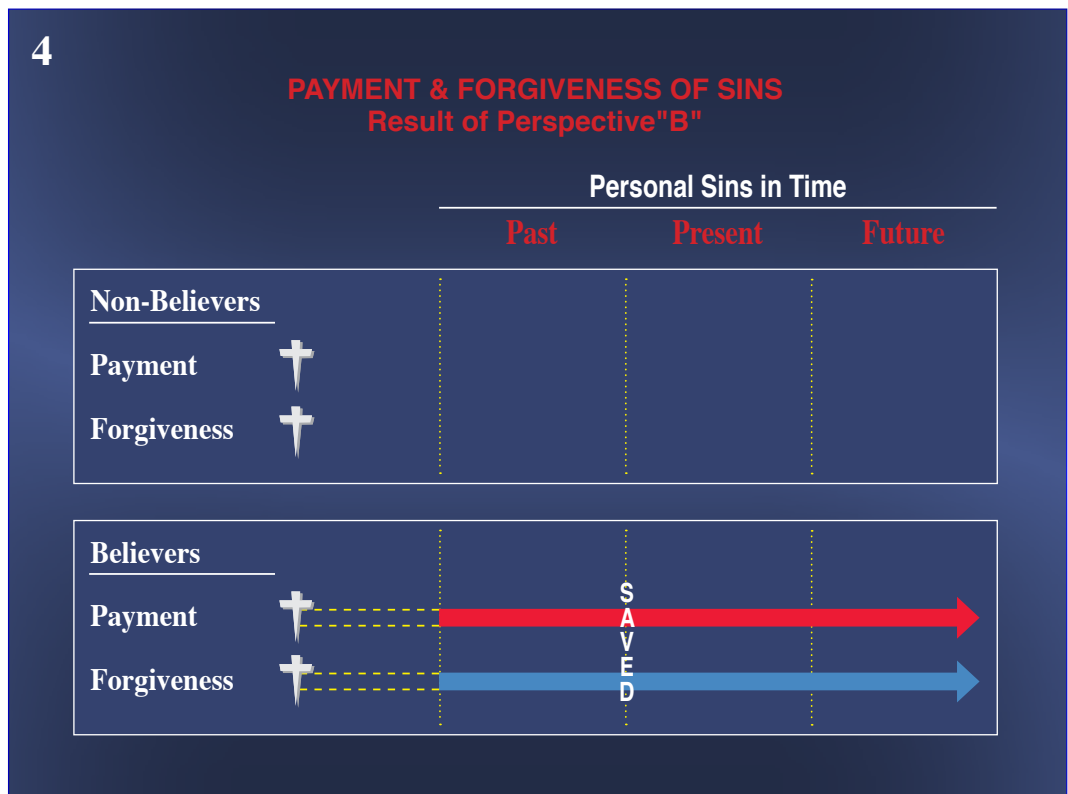 4
PAYMENT & FORGIVENESS OF SINS
Result of Perspective"B"
Personal Sins in Time
Past Present Future
Non-Believers
Payment
Forgiveness
Believers
Payment
Forgiveness
SAVED